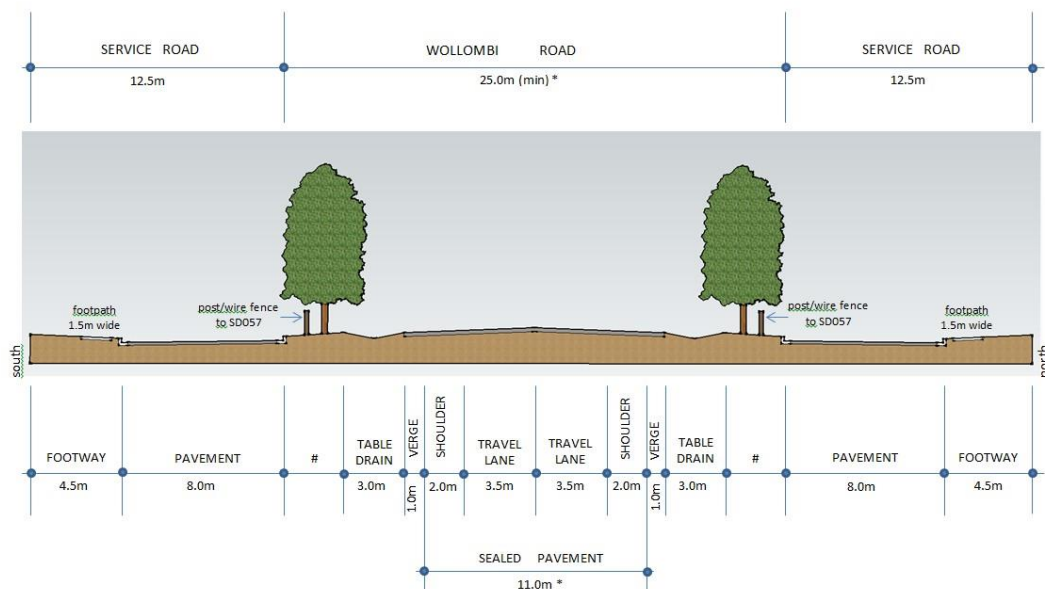 SERVICE ROAD
WOLLOMBI ROAD
SERVICE ROAD
12.5m
25.0m (min) *
12.5m
footpath
1.5m wide
post/wire fence
to SD057
post/wire fence
to SD057
footpath
1.5m wide
south
north
FOOTWAY
PAVEMENT
#
TABLE
DRAIN
VERGE
SHOULDER
TRAVEL
LANE
TRAVEL
LANE
SHOULDER
VERGE
TABLE
DRAIN
#
PAVEMENT
FOOTWAY
4.5m
8.0m
3.0m
1.0m
2.0m
3.5m
3.5m
2.0m
1.0m
3.0m
8.0m
4.5m
SEALED PAVEMENT
11.0m *